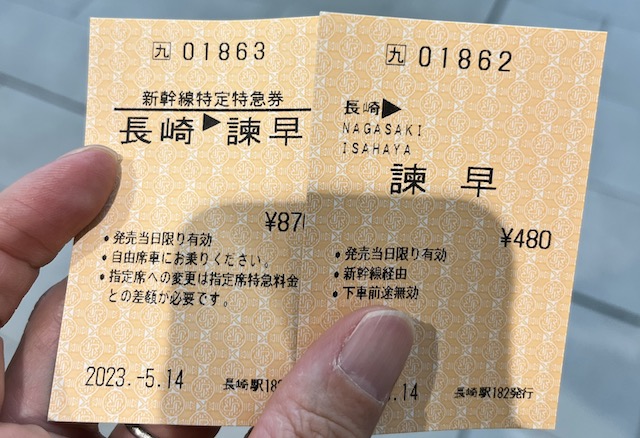 九 01863
新幹線特定特急券
長崎▶諫早
¥87
・発売当日限り有効
・自由席車にお乗りください。
・指定席への変更は指定席特急料金
との差額が必要です。
2023.-5.14
長崎駅182
九 01862
長崎▶
NAGASAKI
ISAHAYA
諫早
¥480
・発売当日限り有効
・新幹線経由
・下車前途無効
.14
長崎駅182発行